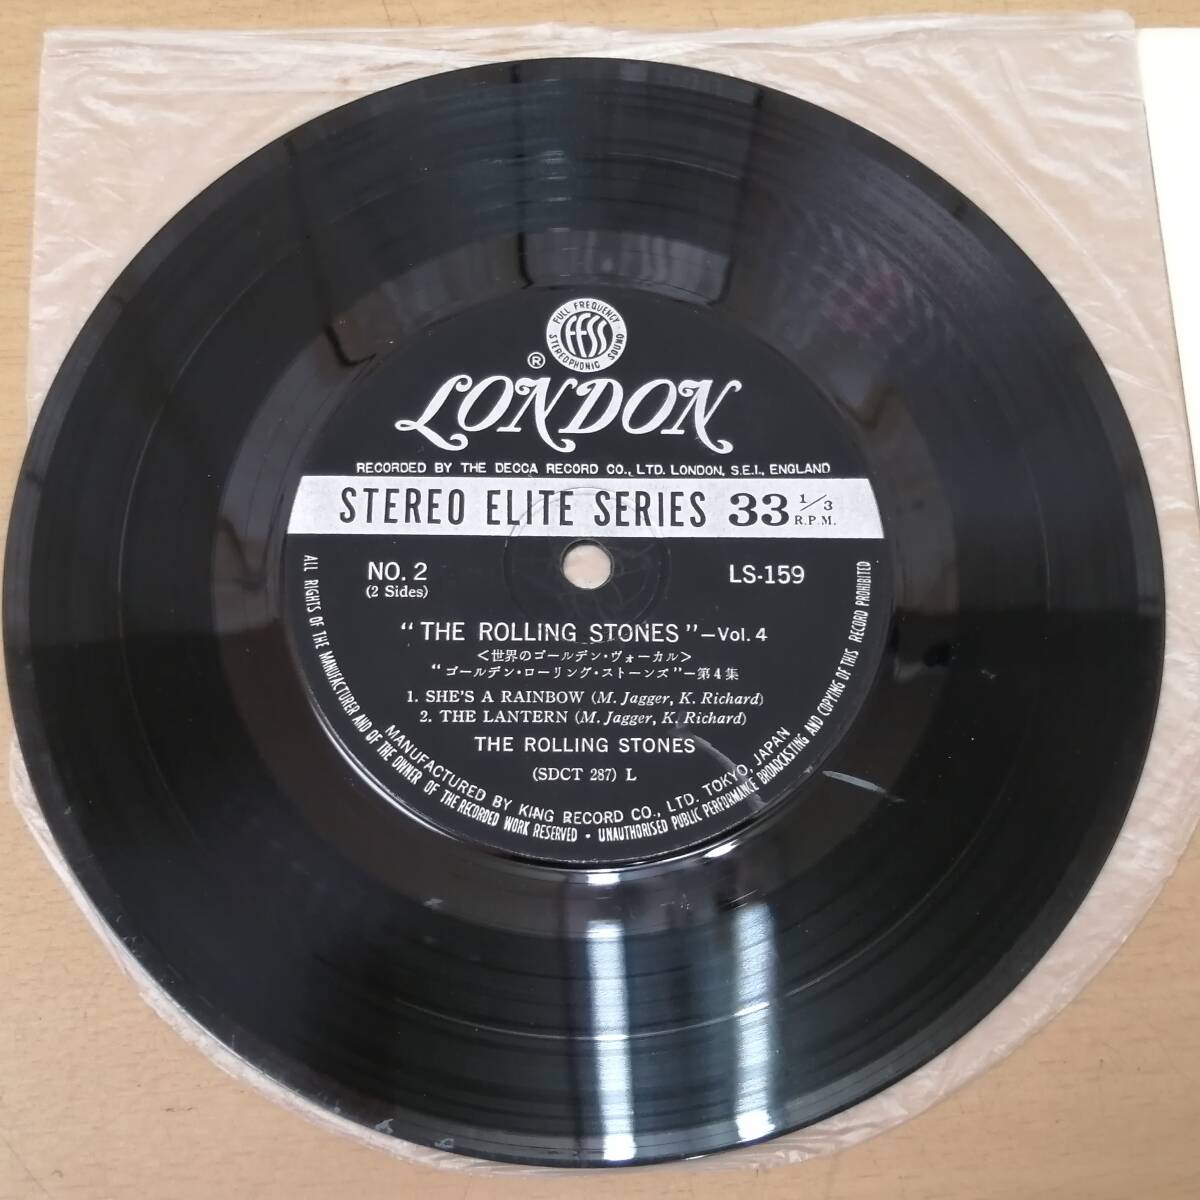 FULL FREQUENCY
FFSS
STEREOPHONIC SOUND
®
LONDON
RECORDED BY THE DECCA RECORD CO., LTD. LONDON, S.E.I., ENGLAND
STEREO ELITE SERIES 33 1/3 R.P.M.
NO. 2
(2 Sides)
LS-159
"THE ROLLING STONES"—Vol. 4
<世界のゴールデン・ヴォーカル>
"ゴールデン・ローリング・ストーンズ"—第4集
1. SHE'S A RAINBOW (M. Jagger, K. Richard)
2. THE LANTERN (M. Jagger, K. Richard)
THE ROLLING STONES
(SDCT 287) L
MANUFACTURED BY KING RECORD CO., LTD. TOKYO, JAPAN
ALL RIGHTS OF THE MANUFACTURER AND OF THE OWNER OF THE RECORDED WORK RESERVED • UNAUTHORISED PUBLIC PERFORMANCE BROADCASTING AND COPYING OF THIS RECORD PROHIBITED